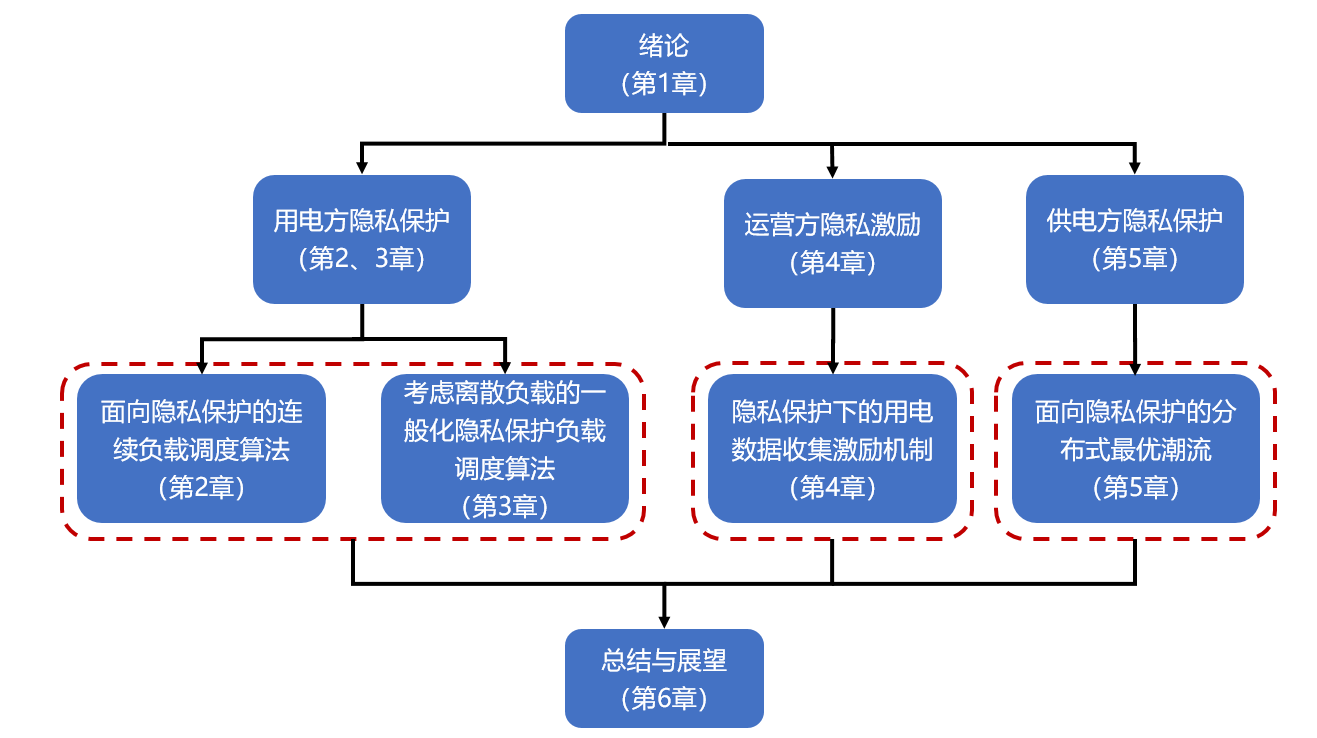 绪论
（第1章）
用电方隐私保护
（第2、3章）
运营方隐私激励
（第4章）
供电方隐私保护
（第5章）
面向隐私保护的连
续负载调度算法
（第2章）
考虑离散负载的一
般化隐私保护负载
调度算法
（第3章）
隐私保护下的用电
数据收集激励机制
（第4章）
面向隐私保护的分
布式最优潮流
（第5章）
总结与展望
（第6章）